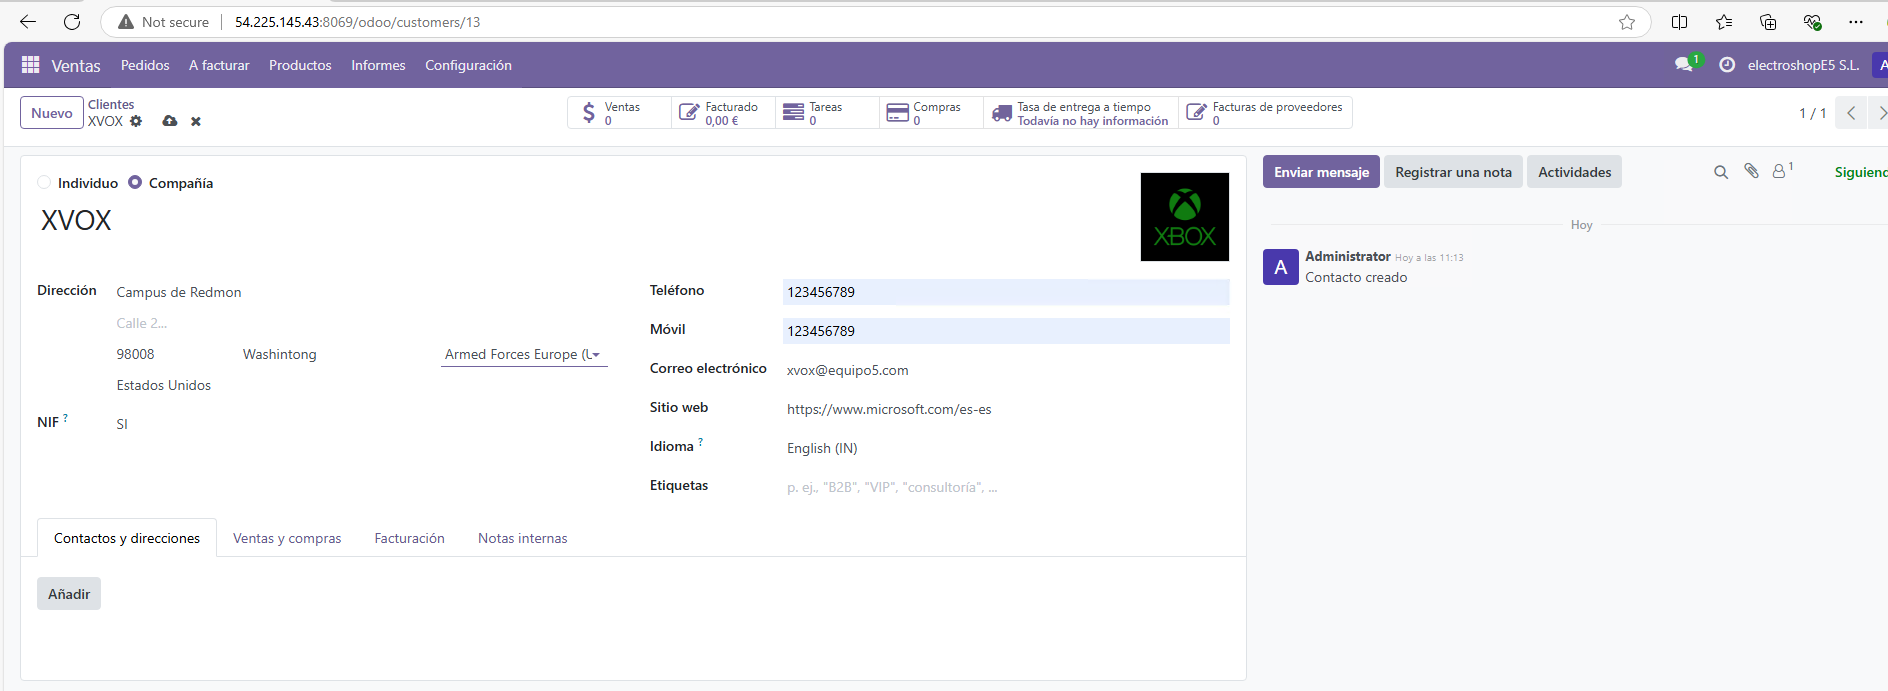 Not secure 54.225.145.43:8069/odoo/customers/13
Ventas Pedidos A facturar Productos Informes Configuración 1 electroshopE5 S.L. A
Nuevo Clientes
XVOX
Ventas
0
Facturado
0,00 €
Tareas
0
Compras
0
Tasa de entrega a tiempo
Todavía no hay información
Facturas de proveedores
0
1 / 1
Individuo Compañía
XVOX
XBOX
Dirección Campus de Redmon
Calle 2...
98008 Washintong Armed Forces Europe (U
Estados Unidos
NIF ? SI
Teléfono 123456789
Móvil 123456789
Correo electrónico xvox@equipo5.com
Sitio web https://www.microsoft.com/es-es
Idioma ? English (IN)
Etiquetas p. ej., "B2B", "VIP", "consultoría", ...
Contactos y direcciones Ventas y compras Facturación Notas internas
Añadir
Enviar mensaje Registrar una nota Actividades 1 Siguiend
Hoy
A Administrator Hoy a las 11:13
Contacto creado